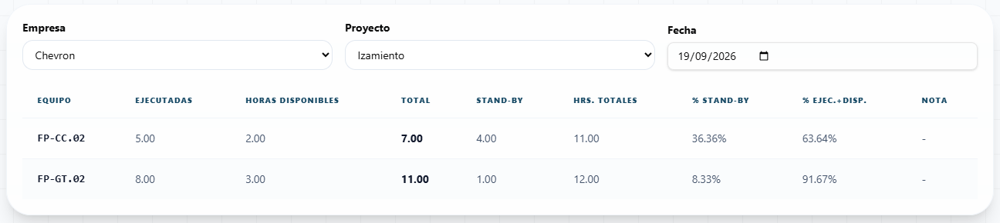 Empresa Proyecto Fecha
Chevron Izamiento 19/09/2026
EQUIPO EJECUTADAS HORAS DISPONIBLES TOTAL STAND-BY HRS. TOTALES % STAND-BY % EJEC.+DISP. NOTA
FP-CC.02 5.00 2.00 7.00 4.00 11.00 36.36% 63.64% -
FP-GT.02 8.00 3.00 11.00 1.00 12.00 8.33% 91.67% -